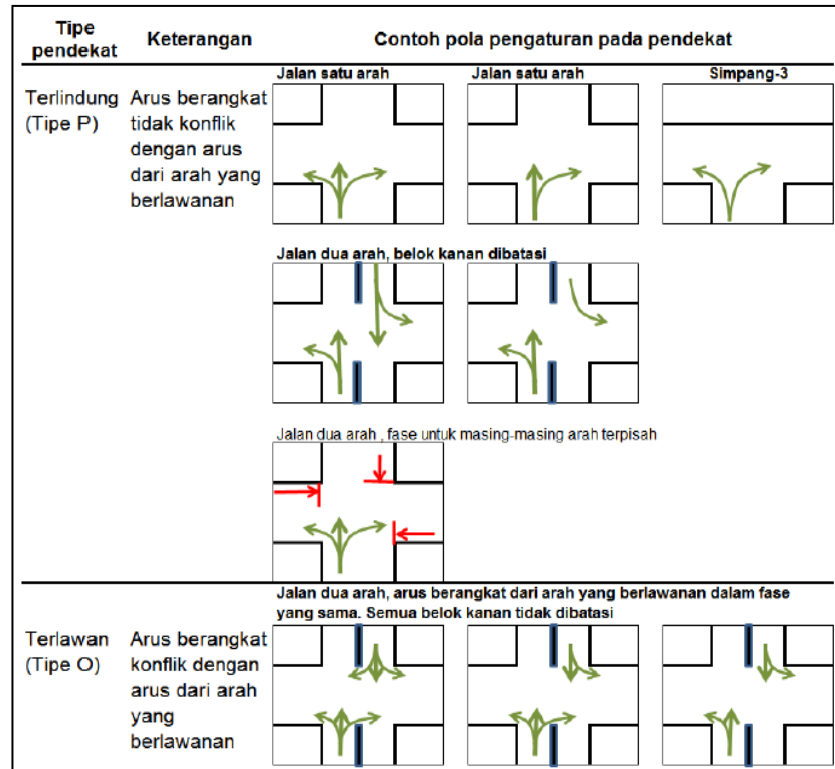 Tipe pendekat
Keterangan
Contoh pola pengaturan pada pendekat
Terlindung
(Tipe P)
Arus berangkat
tidak konflik
dengan arus
dari arah yang
berlawanan
Jalan satu arah
Jalan satu arah
Simpang-3
Jalan dua arah, belok kanan dibatasi
Jalan dua arah , fase untuk masing-masing arah terpisah
Terlawan
(Tipe O)
Arus berangkat
konflik dengan
arus dari arah
yang
berlawanan
Jalan dua arah, arus berangkat dari arah yang berlawanan dalam fase
yang sama. Semua belok kanan tidak dibatasi